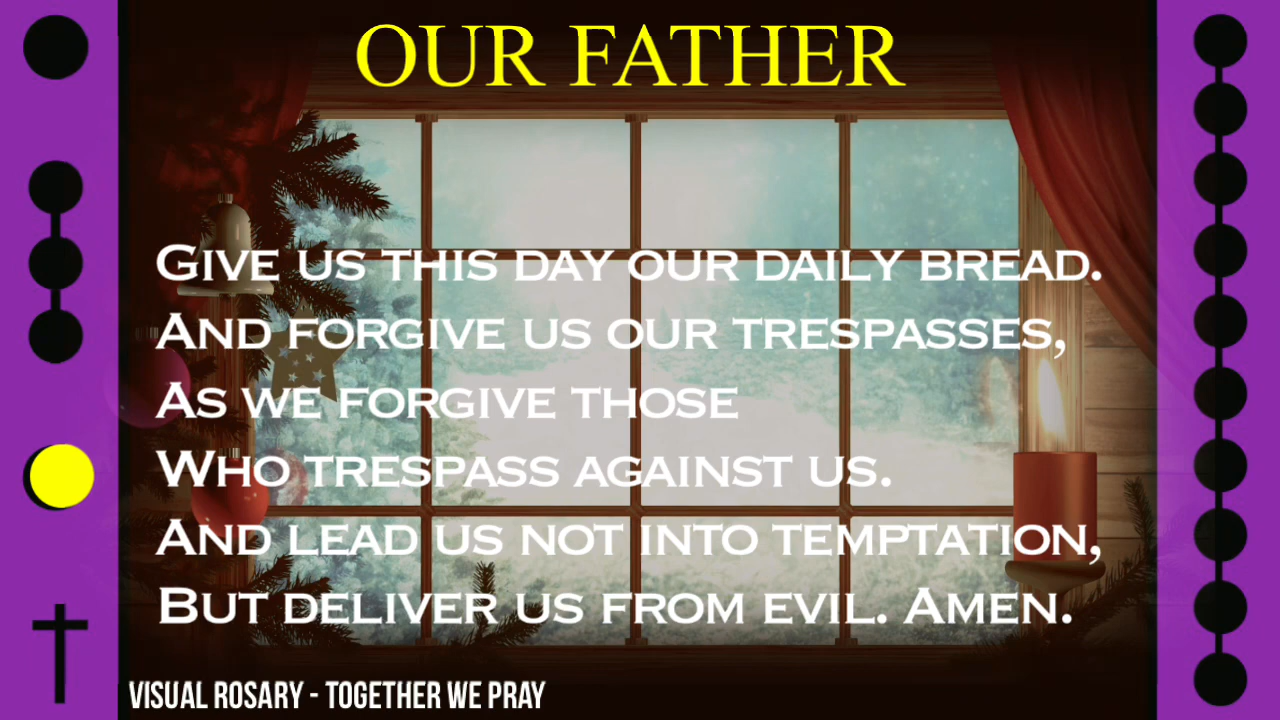 OUR FATHER
Give us this day our daily bread.
And forgive us our trespasses,
As we forgive those
Who trespass against us.
And lead us not into temptation,
But deliver us from evil. Amen.
VISUAL ROSARY - TOGETHER WE PRAY